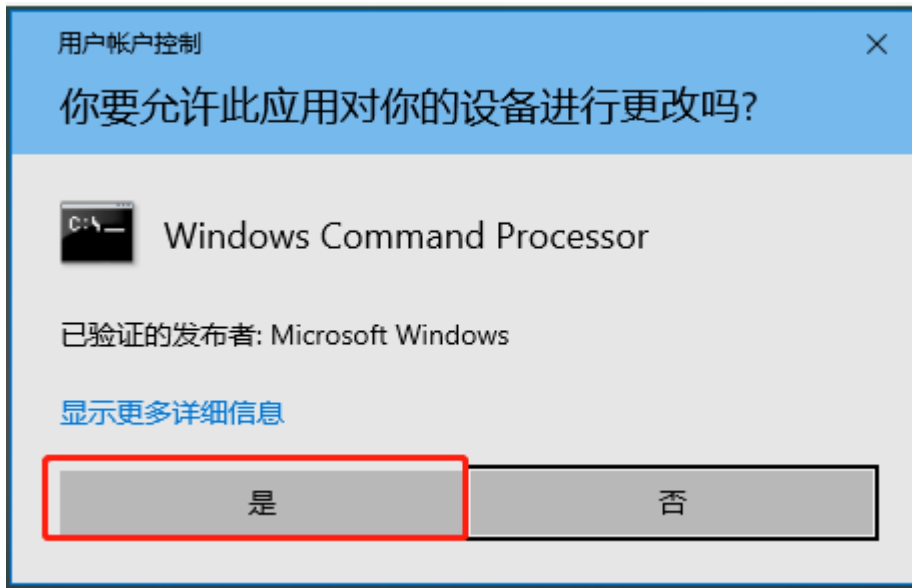 用户帐户控制
你要允许此应用对你的设备进行更改吗?
C:\_
Windows Command Processor
已验证的发布者: Microsoft Windows
显示更多详细信息
是
否